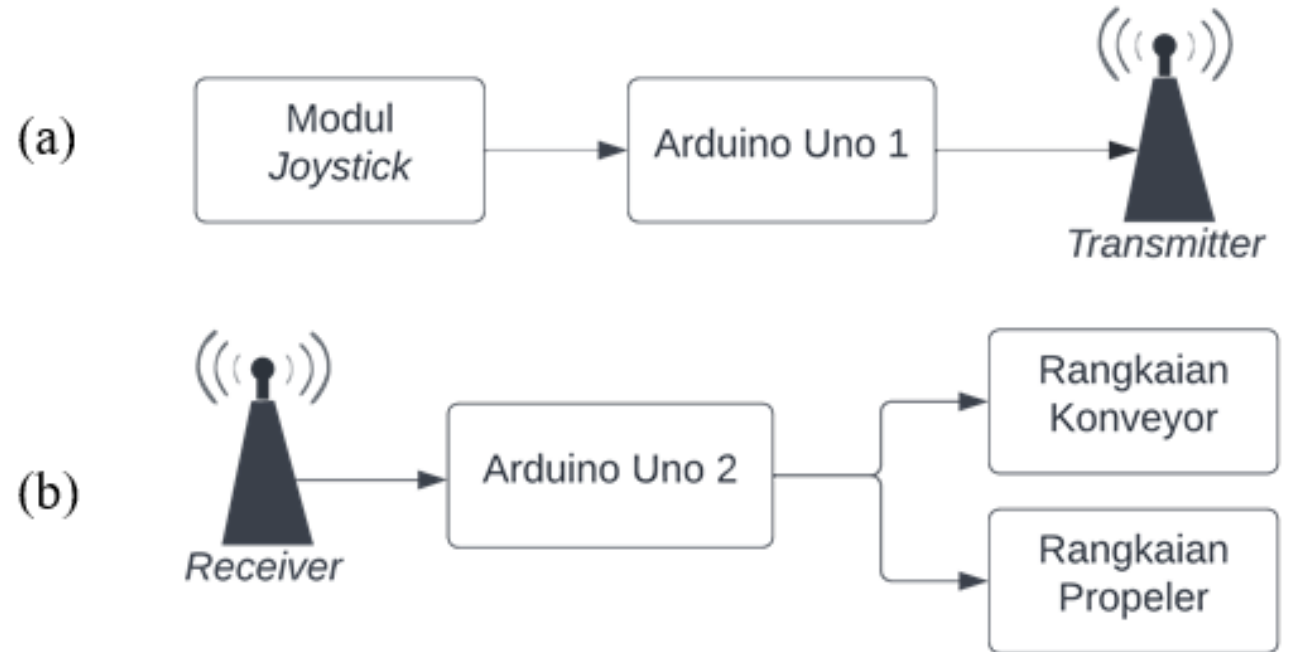 (a)
Modul
Joystick
Arduino Uno 1
Transmitter
(b)
Receiver
Arduino Uno 2
Rangkaian
Konveyor
Rangkaian
Propeler